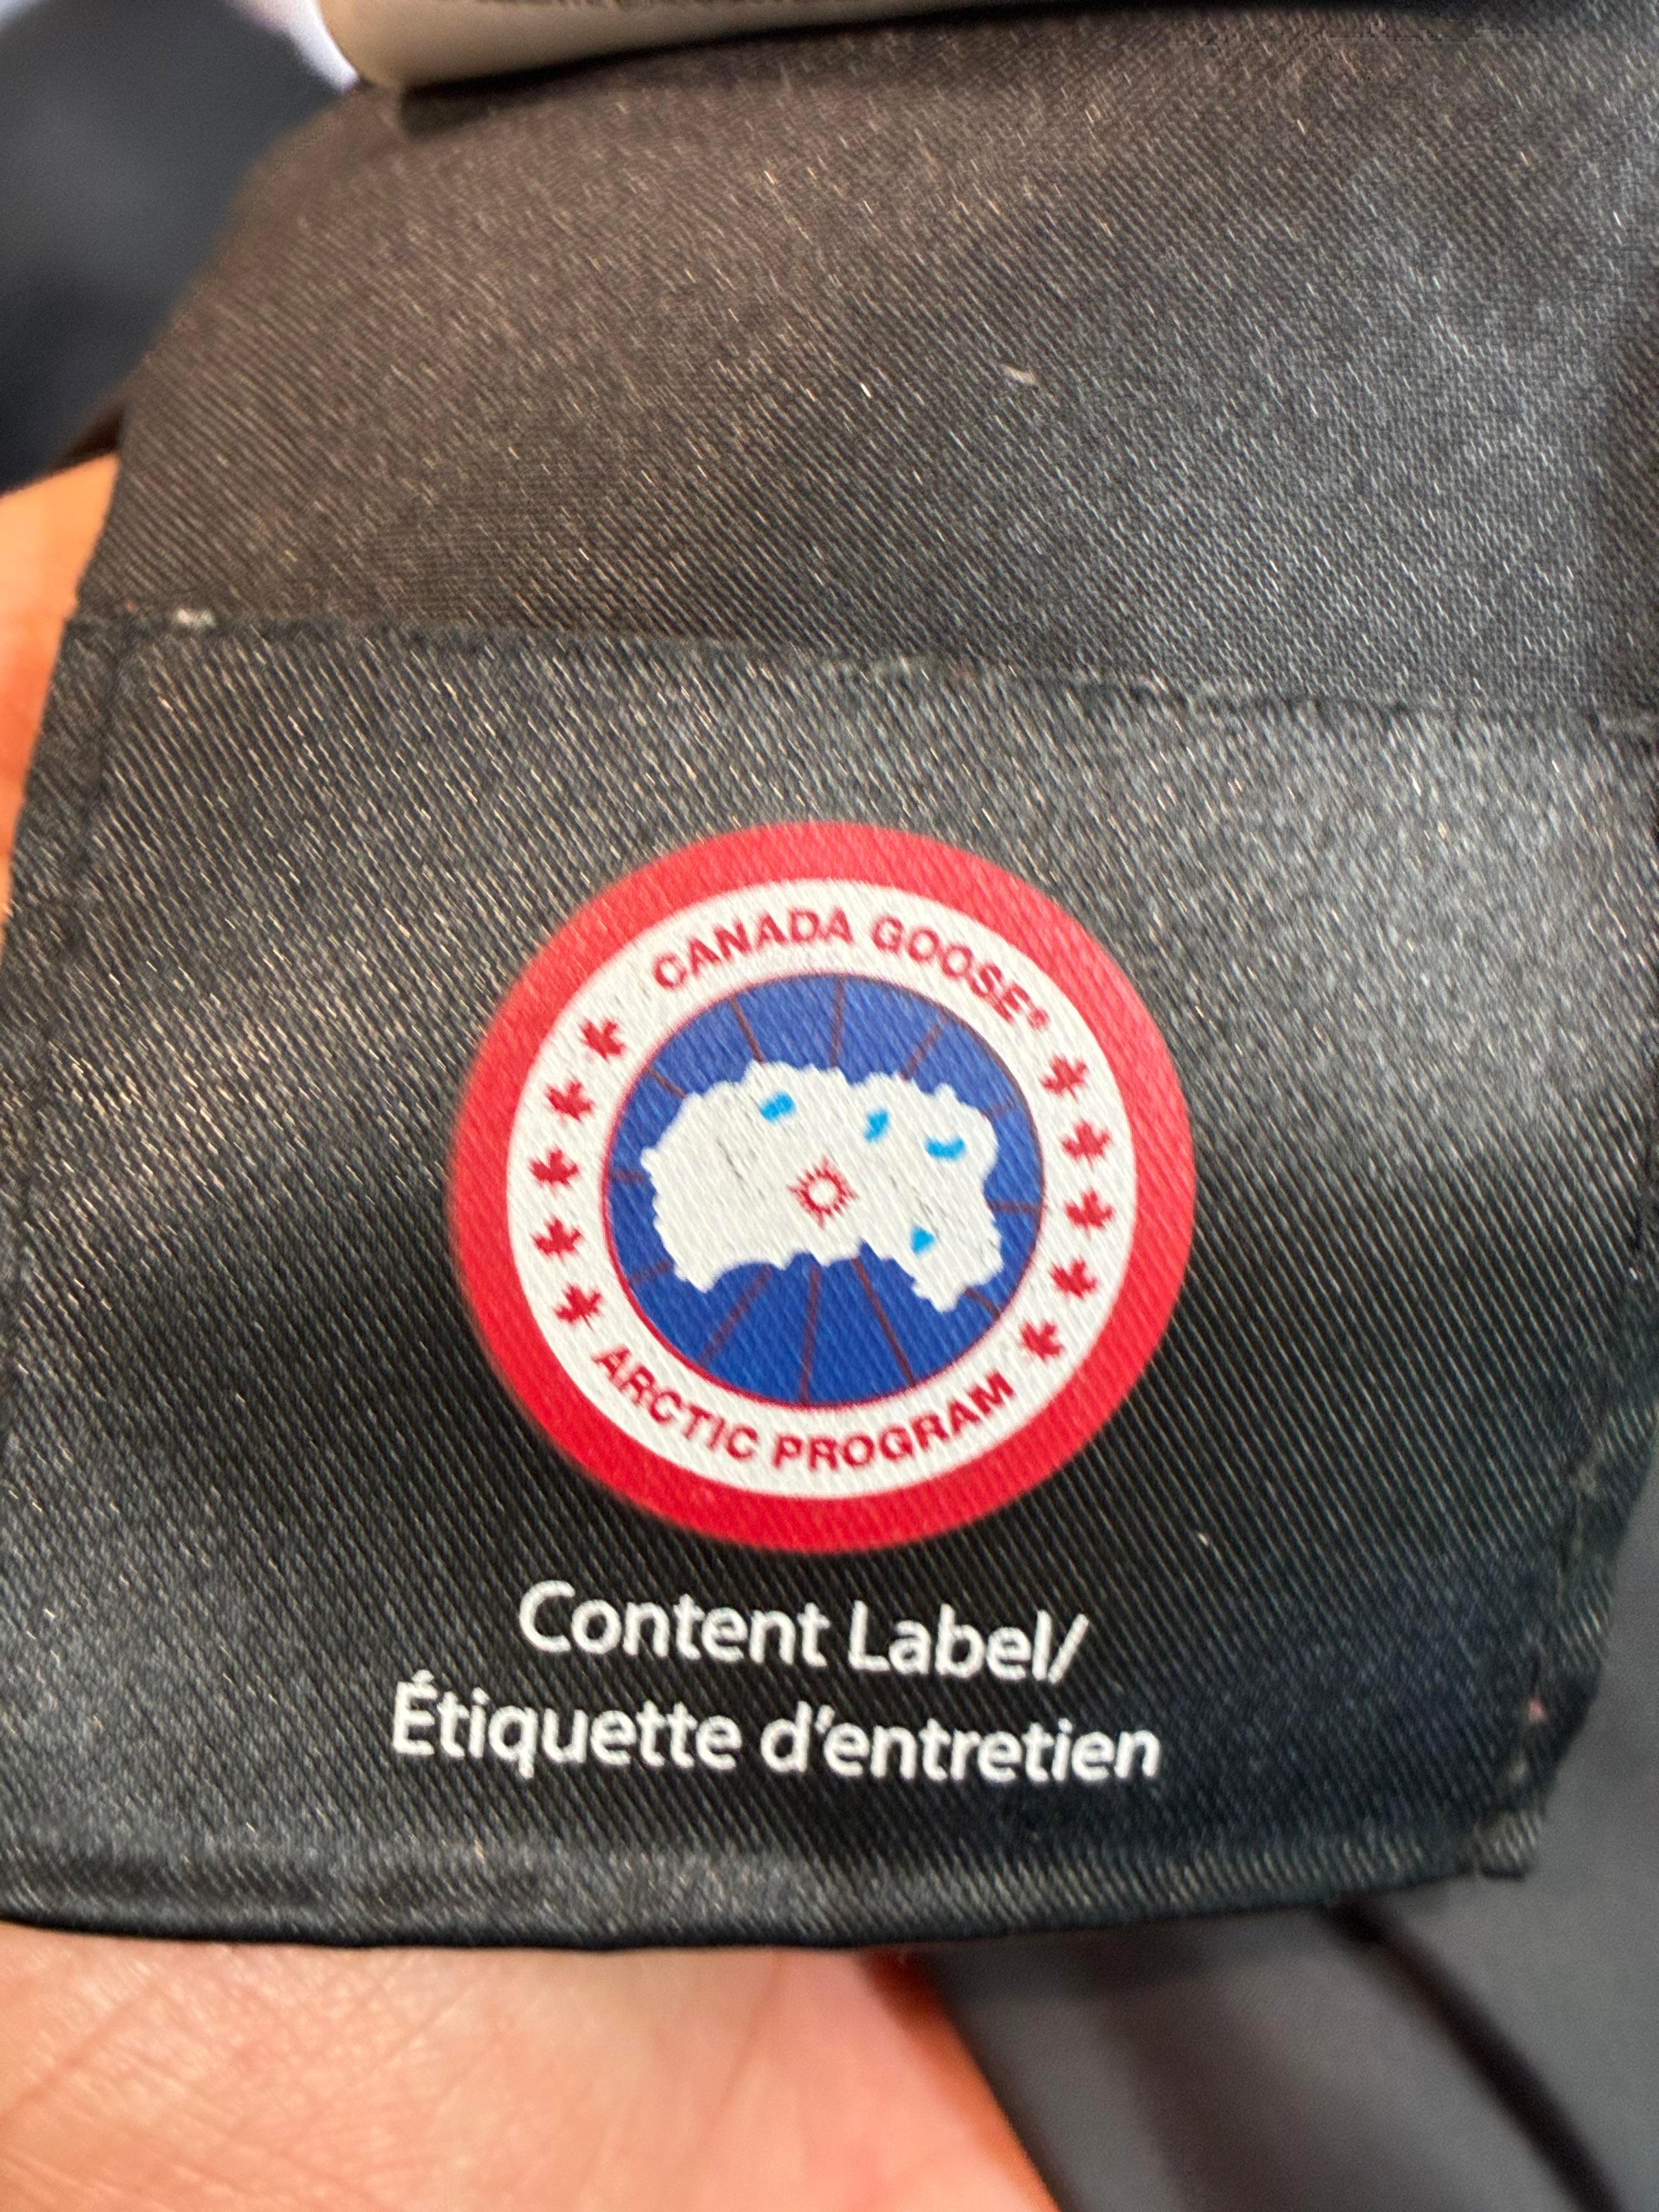 CANADA GOOSE®
ARCTIC PROGRAM
Content Label/
Étiquette d'entretien